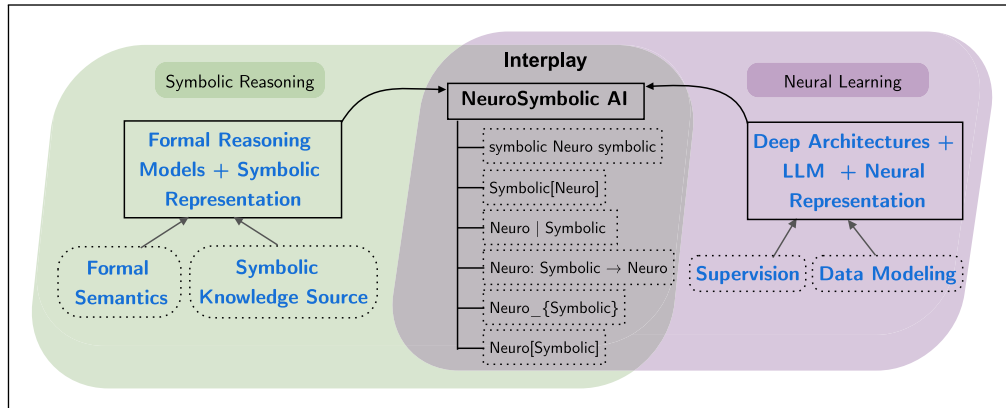 Interplay
Symbolic Reasoning
Neural Learning
NeuroSymbolic AI
Formal Reasoning
Models + Symbolic
Representation
Deep Architectures +
LLM + Neural
Representation
symbolic Neuro symbolic
Symbolic[Neuro]
Neuro | Symbolic
Neuro: Symbolic → Neuro
Neuro_{Symbolic}
Neuro[Symbolic]
Formal
Semantics
Symbolic
Knowledge Source
Supervision
Data Modeling